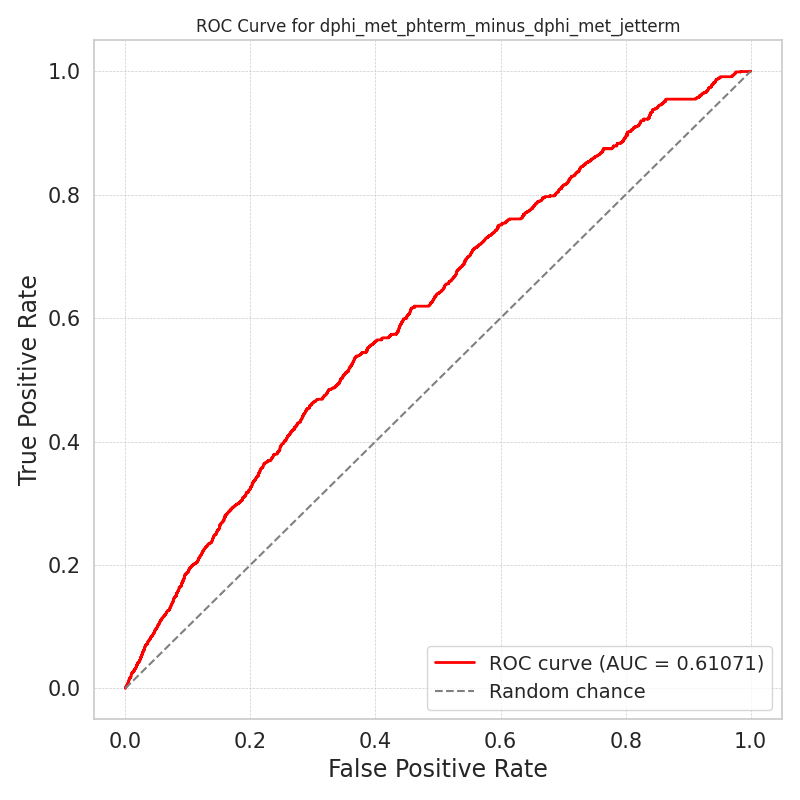 ROC Curve for dphi_met_phterm_minus_dphi_met_jetterm
True Positive Rate
1.0
0.8
0.6
0.4
0.2
0.0
ROC curve (AUC = 0.61071)
Random chance
0.0 0.2 0.4 0.6 0.8 1.0
False Positive Rate